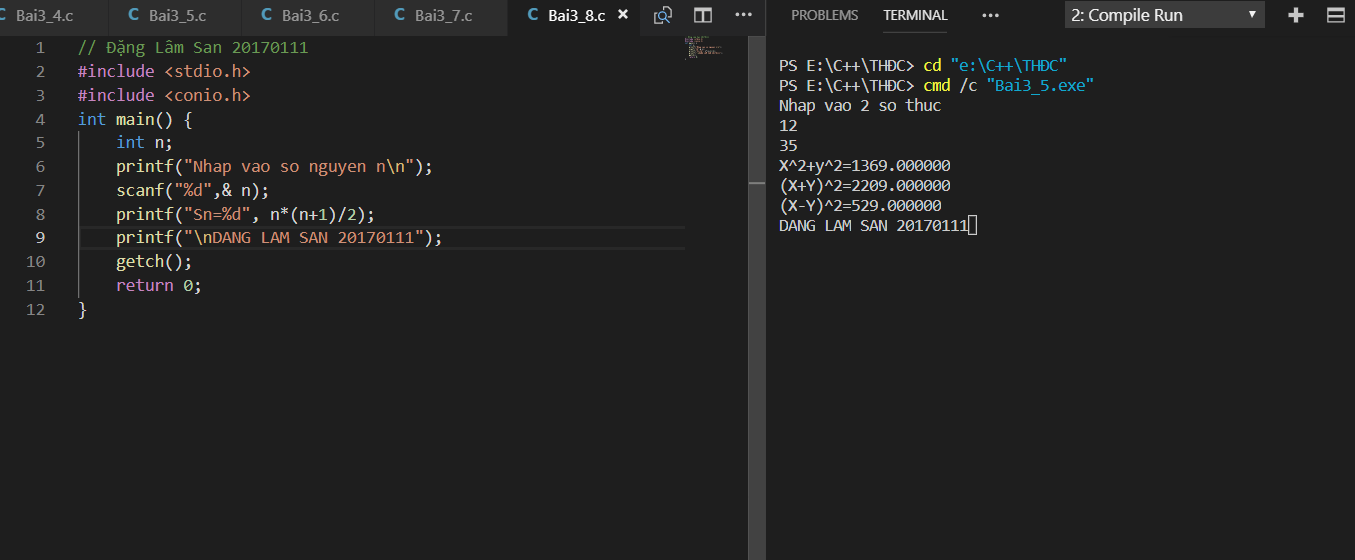 Bai3_4.c
C Bai3_5.c
C Bai3_6.c
C Bai3_7.c
C Bai3_8.c ×
1 // Đặng Lâm San 20170111
2 #include <stdio.h>
3 #include <conio.h>
4 int main() {
5 int n;
6 printf("Nhap vao so nguyen n\n");
7 scanf("%d",& n);
8 printf("Sn=%d", n*(n+1)/2);
9 printf("\nDANG LAM SAN 20170111");
10 getch();
11 return 0;
12 }
PROBLEMS TERMINAL ••• 2: Compile Run
PS E:\C++\THĐC> cd "e:\C++\THĐC"
PS E:\C++\THĐC> cmd /c "Bai3_5.exe"
Nhap vao 2 so thuc
12
35
X^2+y^2=1369.000000
(X+Y)^2=2209.000000
(X-Y)^2=529.000000
DANG LAM SAN 20170111